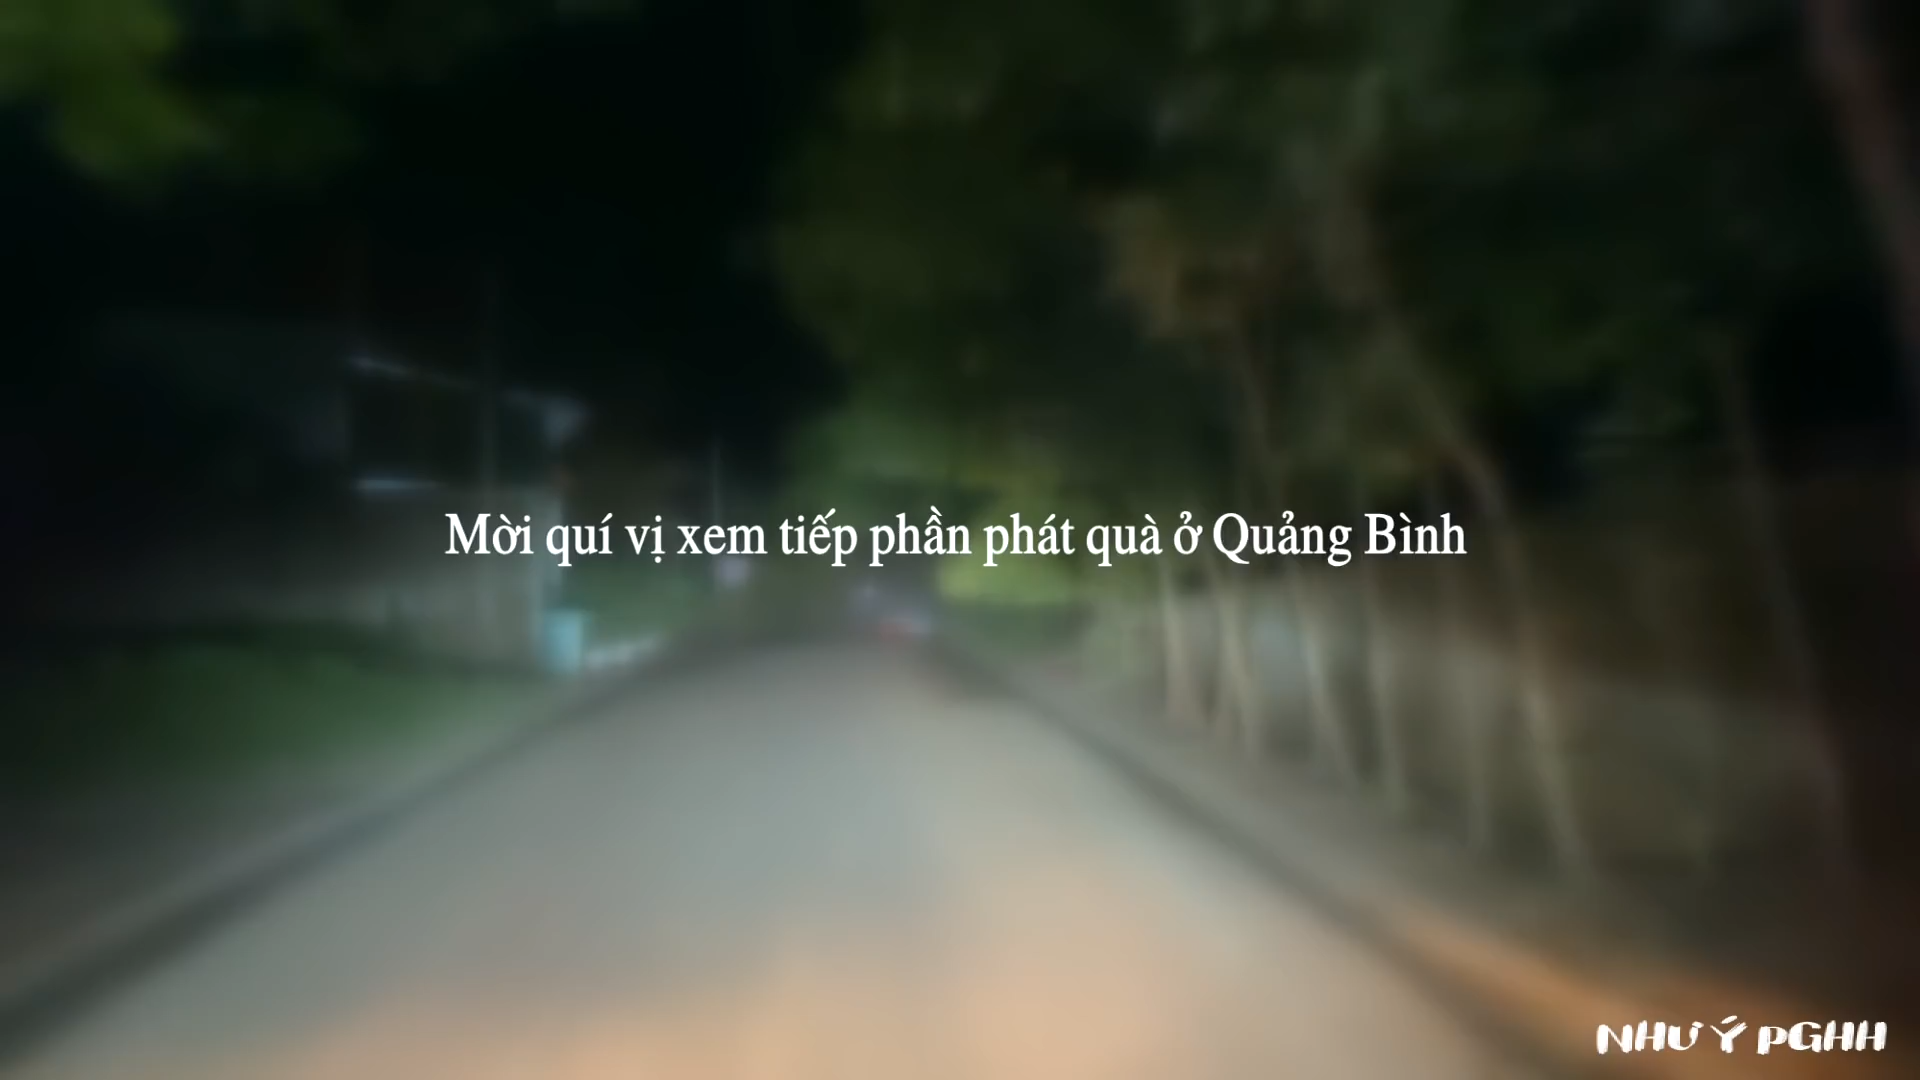 Mời quí vị xem tiếp phần phát quà ở Quảng Bình
NHƯ Ý PGHH